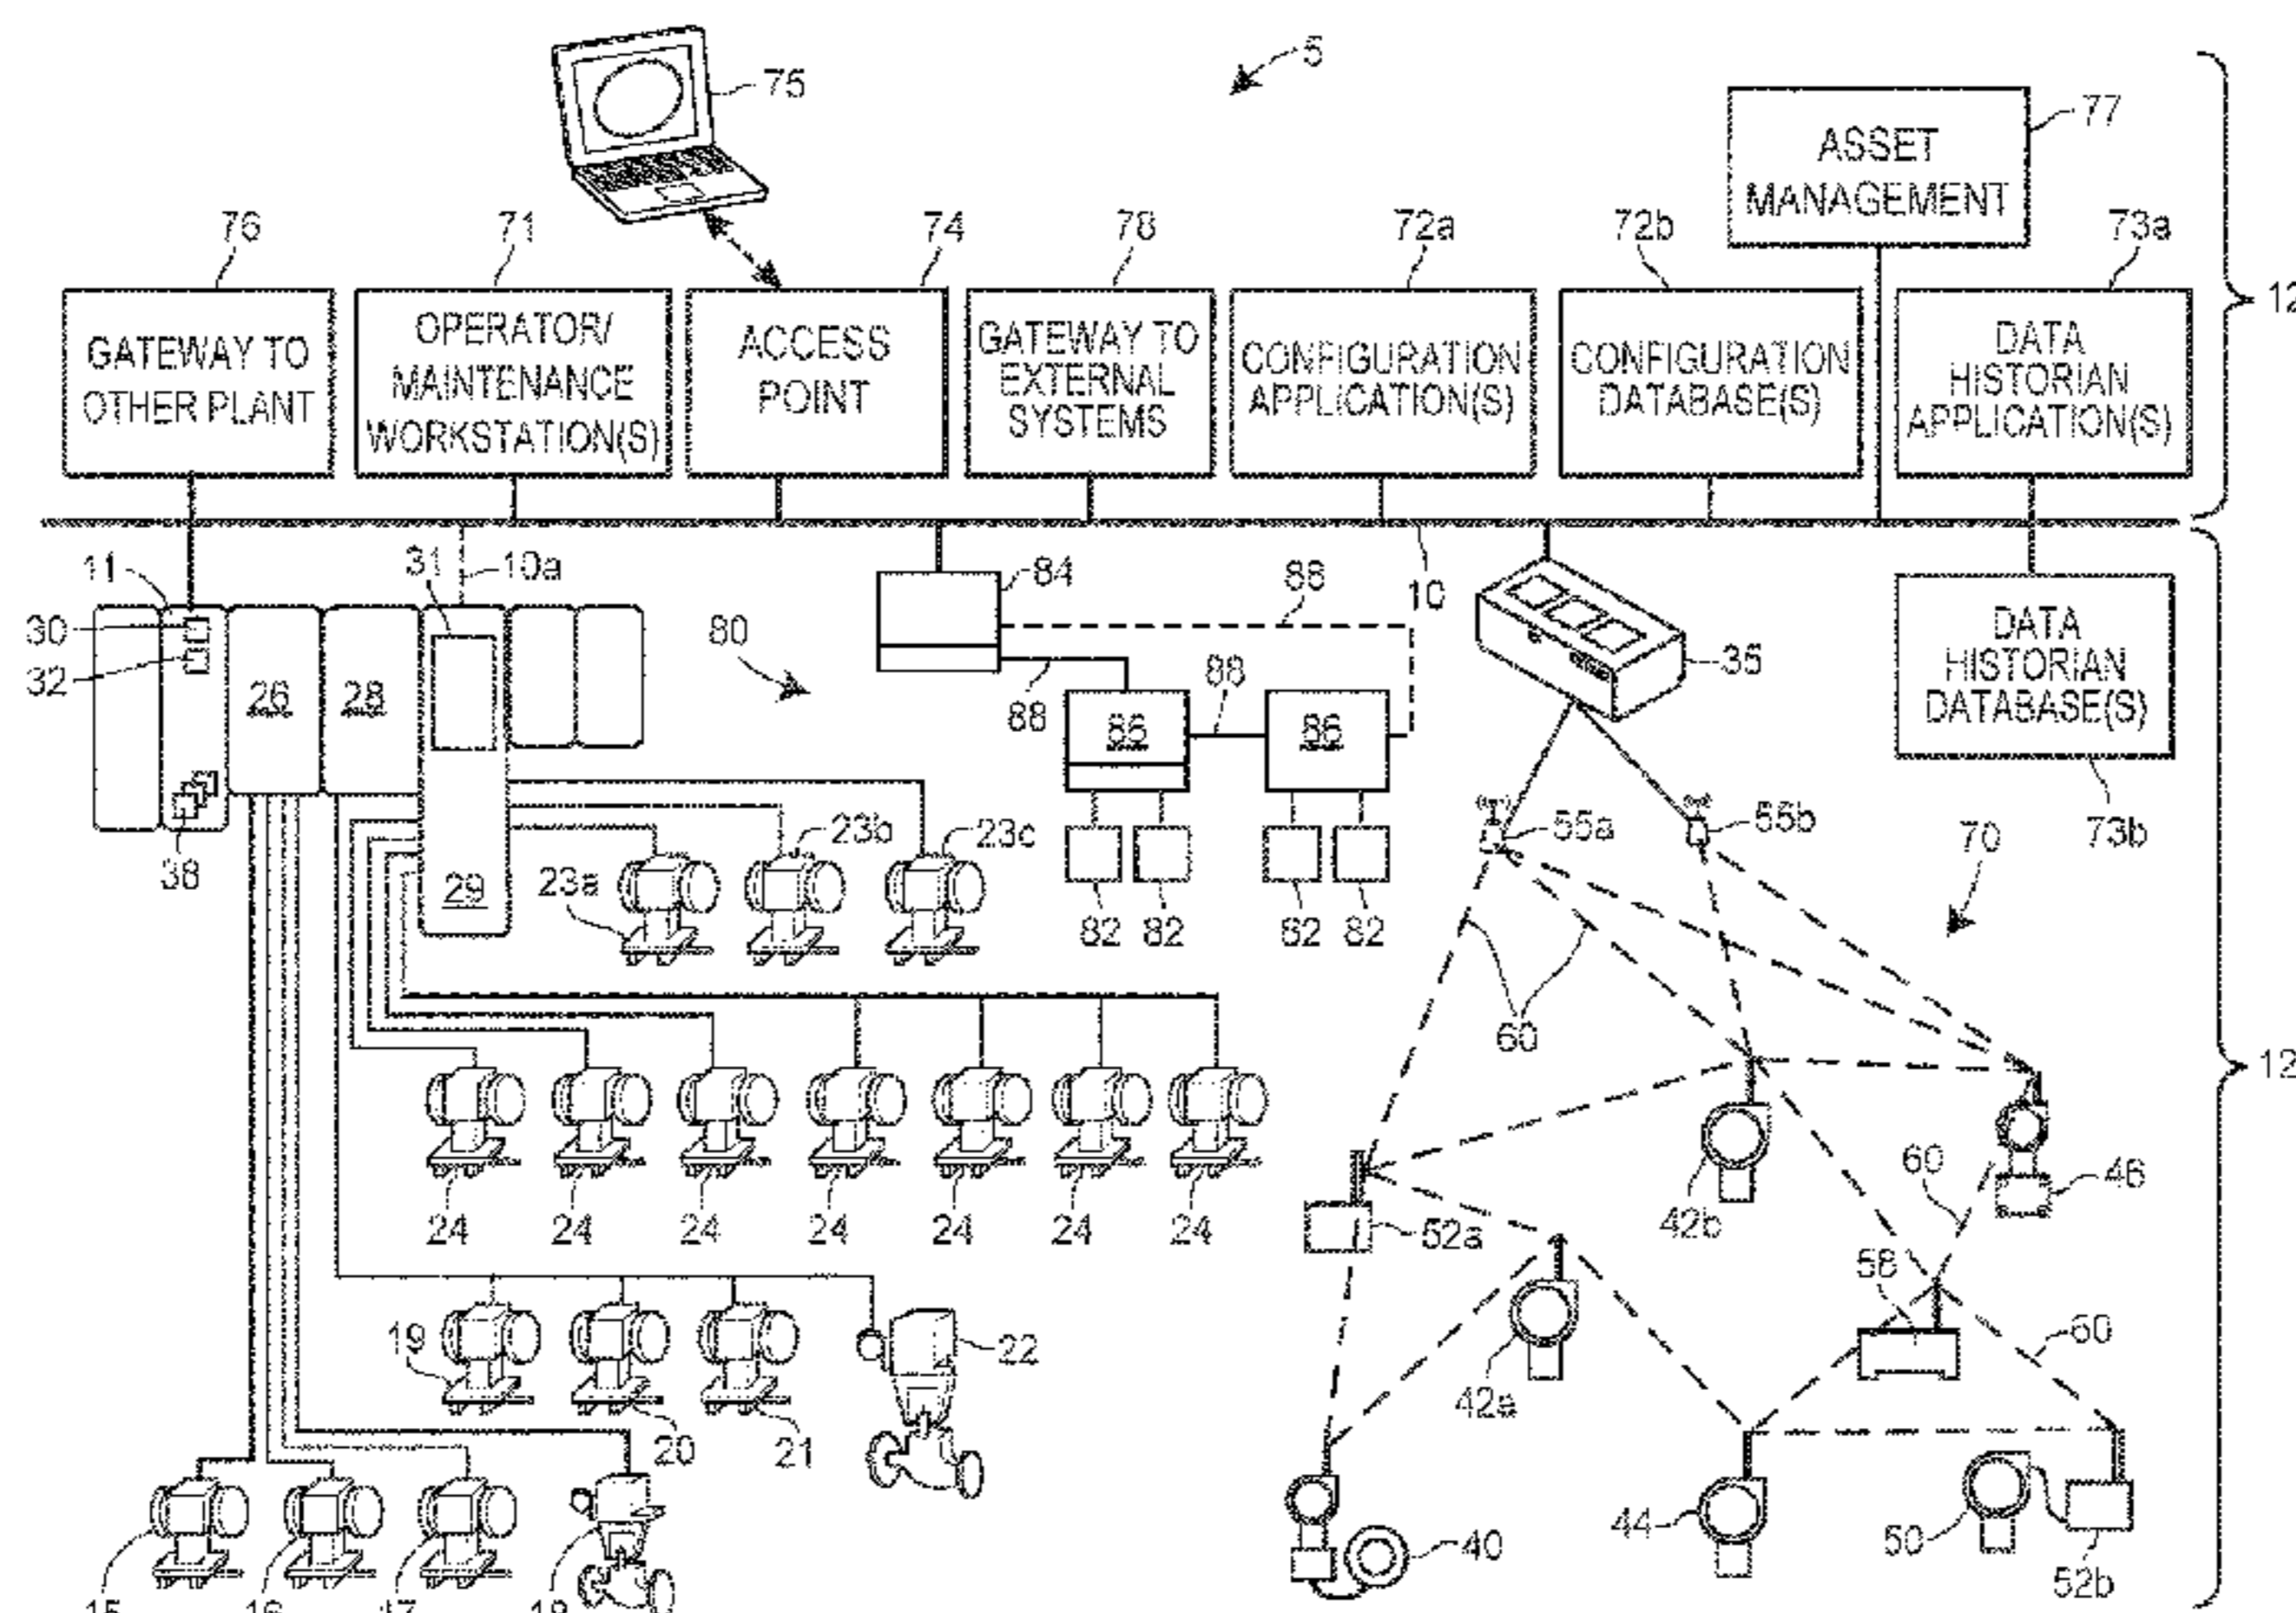 5
75
77
ASSET
MANAGEMENT
76
71
74
78
72a
72b
73a
GATEWAY TO
OTHER PLANT
OPERATOR/
MAINTENANCE
WORKSTATION(S)
ACCESS
POINT
GATEWAY TO
EXTERNAL
SYSTEMS
CONFIGURATION
APPLICATION(S)
CONFIGURATION
DATABASE(S)
DATA
HISTORIAN
APPLICATION(S)
12
11
31
10a
84
88
10
30
32
26
28
80
88
88
86
86
35
DATA
HISTORIAN
DATABASE(S)
73b
38
29
23a
23b
23c
82
82
82
82
55a
55b
70
60
24
24
24
24
24
24
24
52a
42b
60
46
12
58
19
20
21
22
42a
60
15
16
17
18
40
44
50
52b